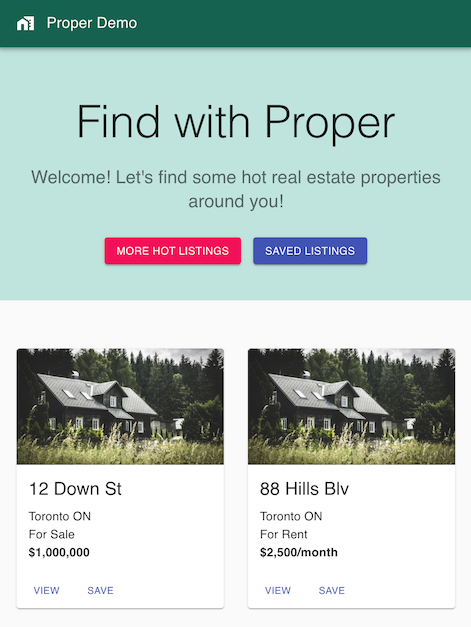 Proper Demo
Find with Proper
Welcome! Let's find some hot real estate properties
around you!
MORE HOT LISTINGS
SAVED LISTINGS
12 Down St
Toronto ON
For Sale
$1,000,000
VIEW
SAVE
88 Hills Blv
Toronto ON
For Rent
$2,500/month
VIEW
SAVE